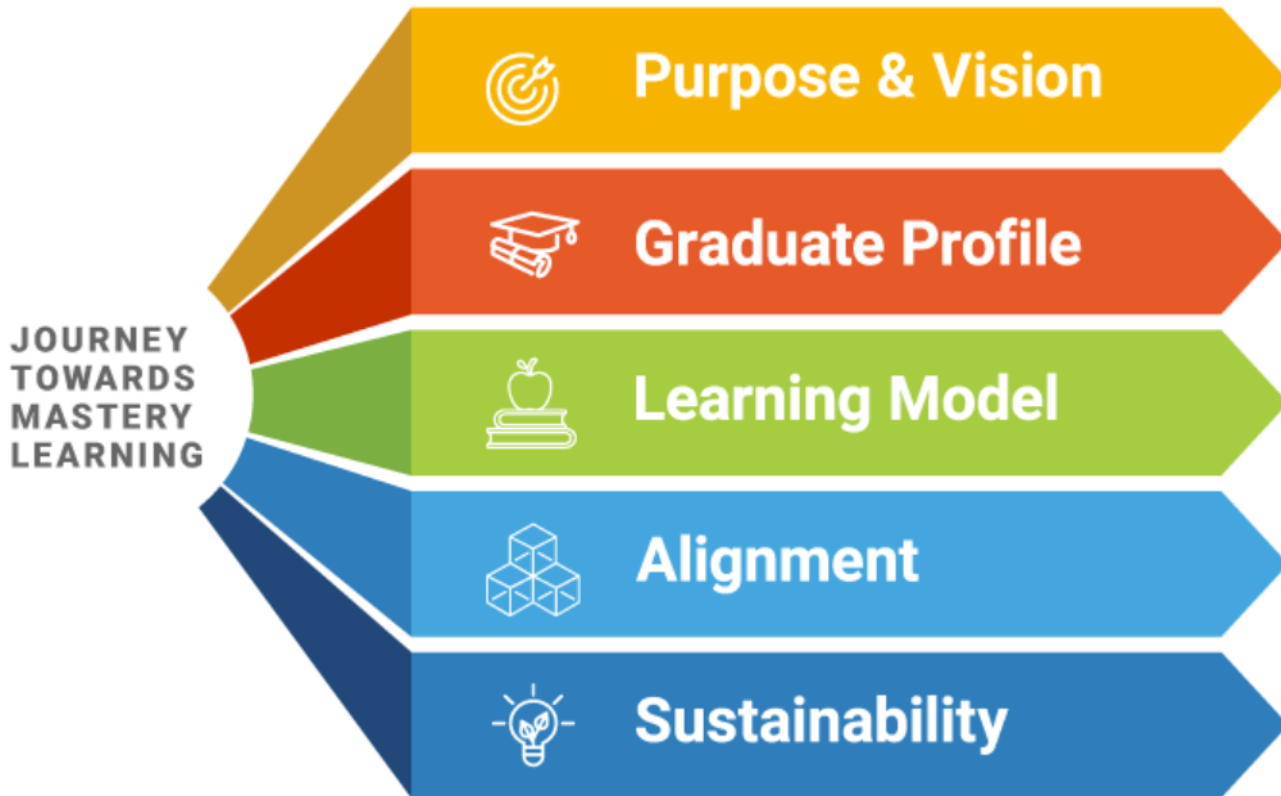 Purpose & Vision
Graduate Profile
JOURNEY
TOWARDS
MASTERY
LEARNING
Learning Model
Alignment
Sustainability